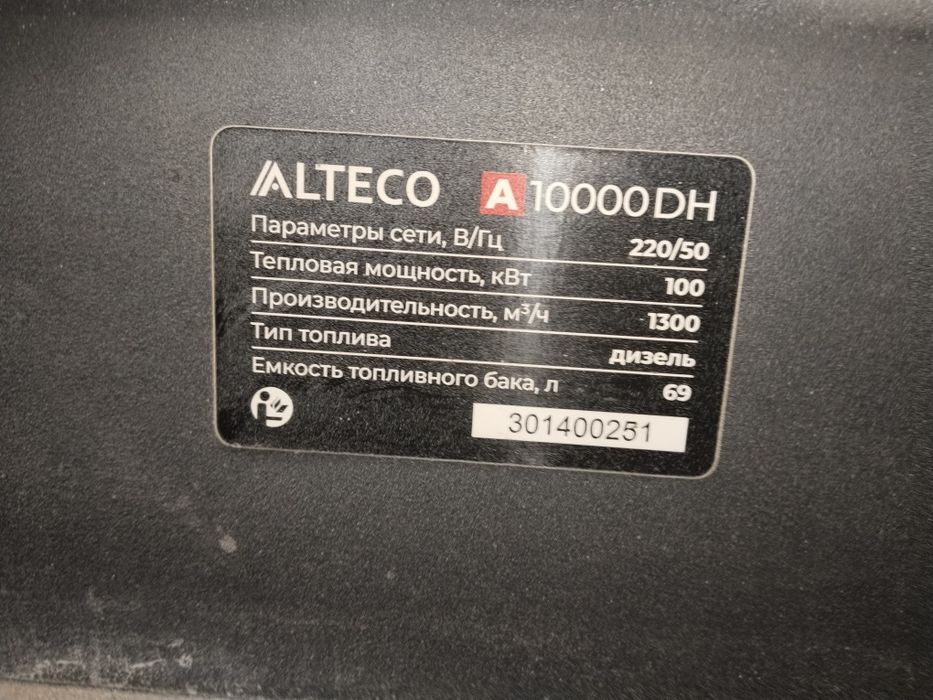 ALTECO A 10000DH
Параметры сети, В/Гц 220/50
Тепловая мощность, кВт 100
Производительность, м³/ч 1300
Тип топлива дизель
Емкость топливного бака, л 69
301400251